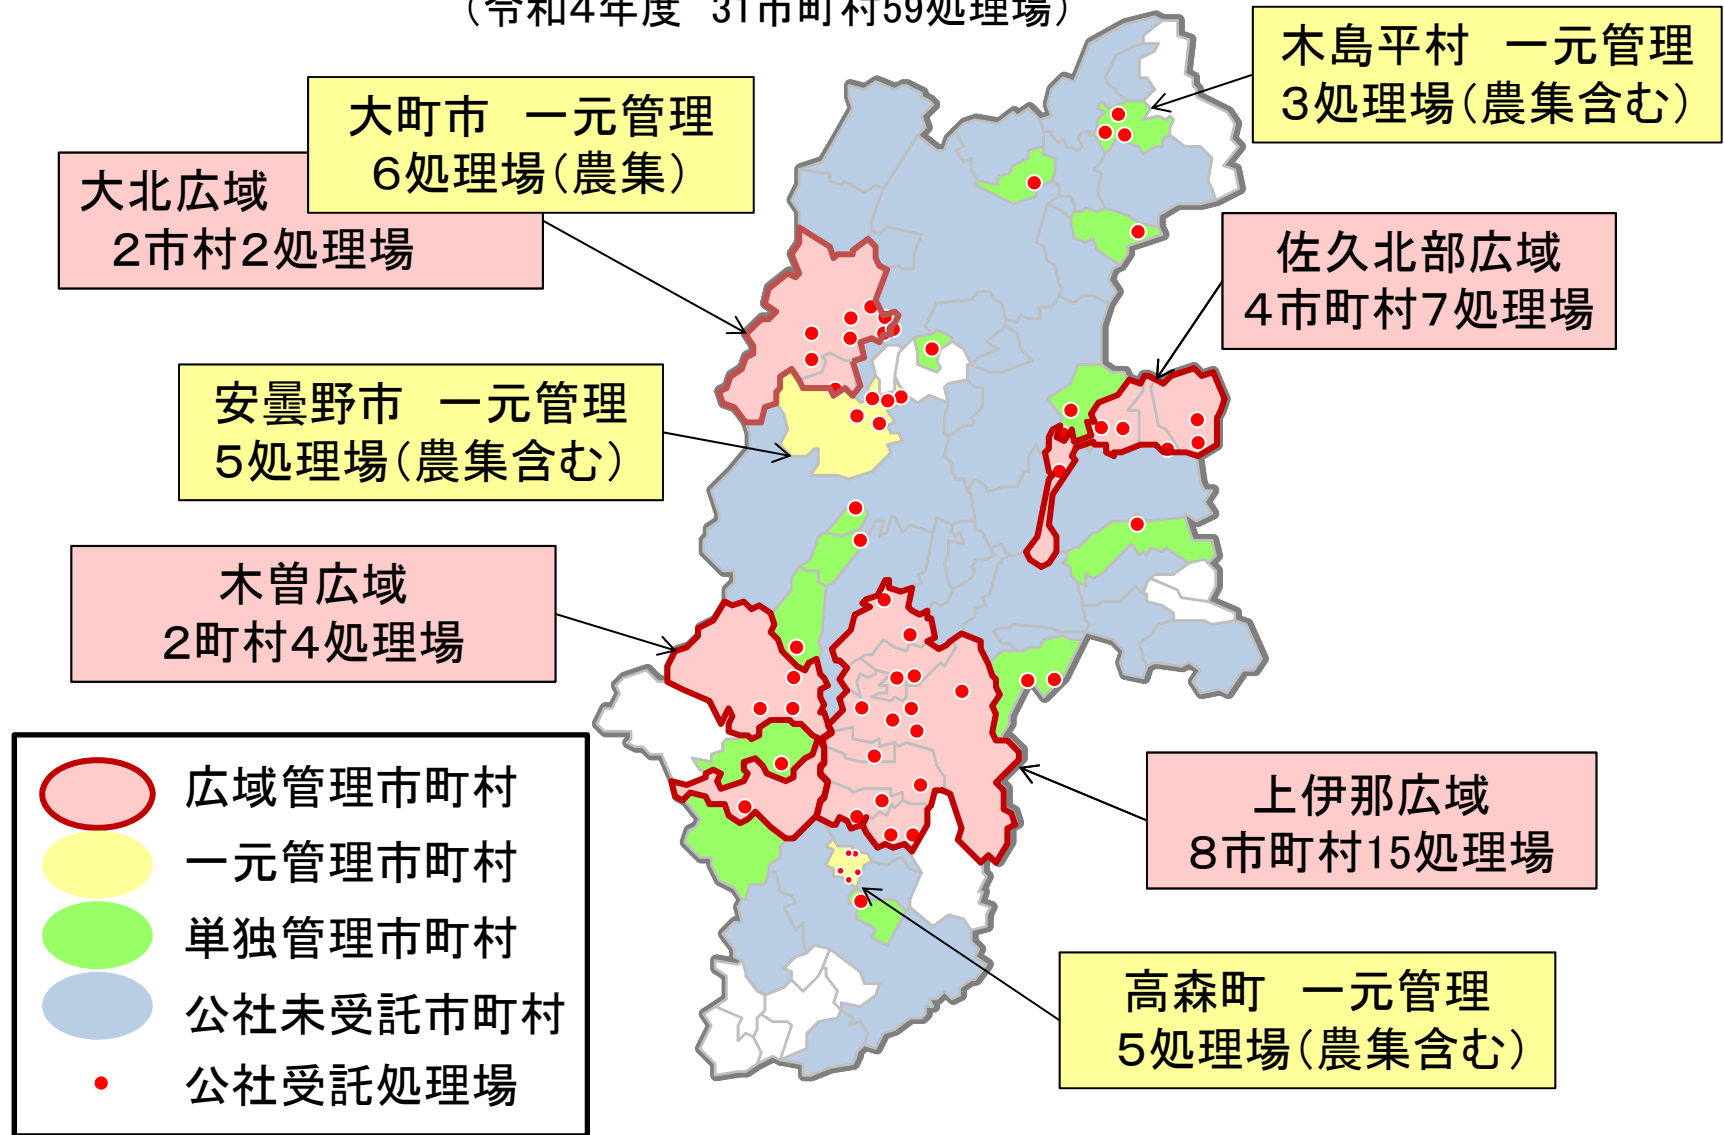 (令和４年度　31市町村59処理場)
木島平村　一元管理
３処理場(農集含む)
大町市　一元管理
６処理場(農集)
大北広域
２市村２処理場
佐久北部広域
４市町村７処理場
安曇野市　一元管理
５処理場(農集含む)
木曽広域
２町村４処理場
上伊那広域
８市町村15処理場
高森町　一元管理
５処理場(農集含む)
広域管理市町村
一元管理市町村
単独管理市町村
公社未受託市町村
公社受託処理場